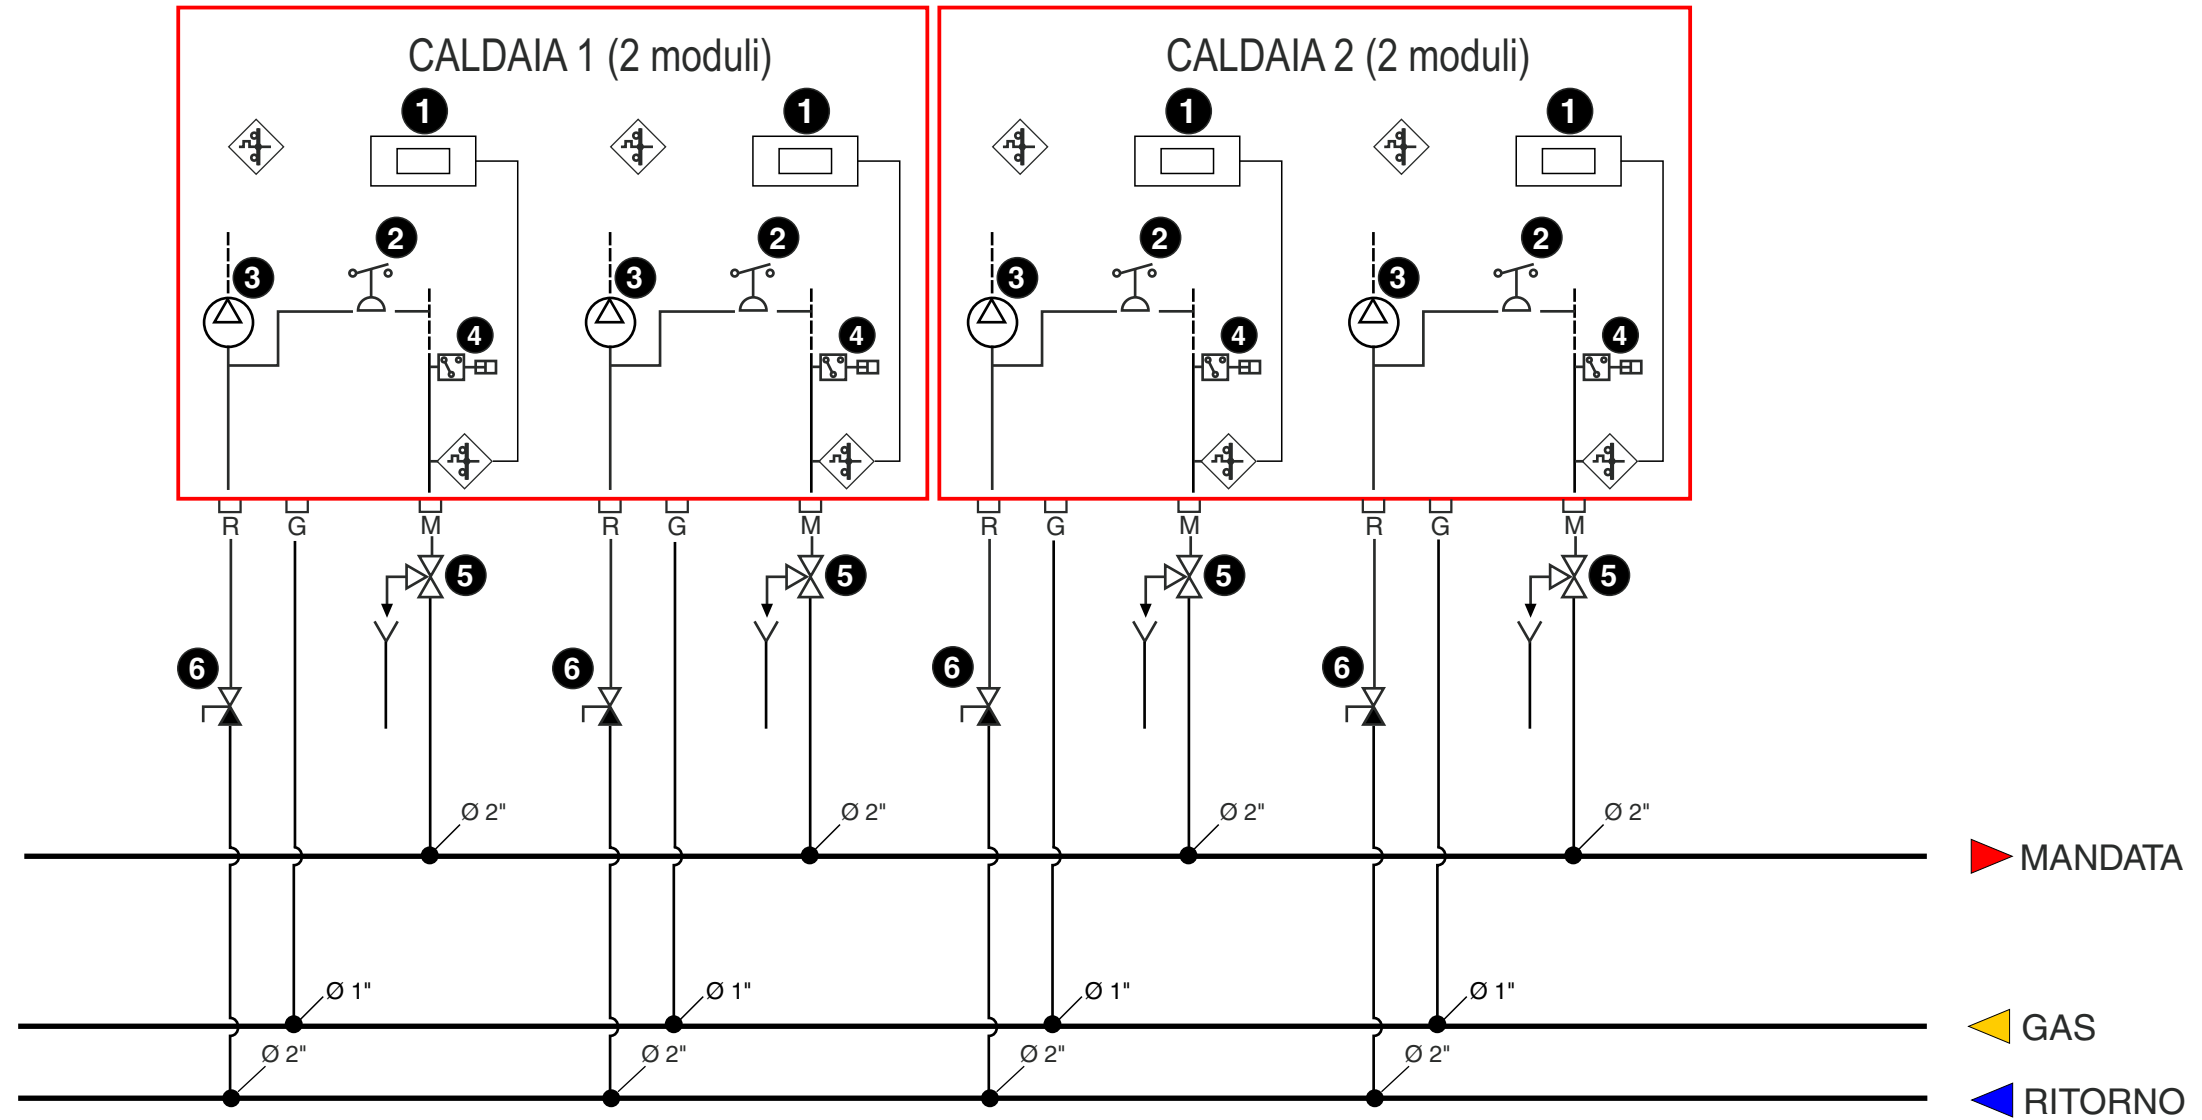 CALDAIA 1 (2 moduli) CALDAIA 2 (2 moduli)
1 1 1 1
2 2 2 2
3 3 3 3
4 4 4 4
R G M R G M R G M R G M
5 5 5 5
6 6 6 6
Ø 2" Ø 2" Ø 2" Ø 2"
MANDATA
Ø 1" Ø 1" Ø 1" Ø 1"
GAS
Ø 2" Ø 2" Ø 2" Ø 2"
RITORNO